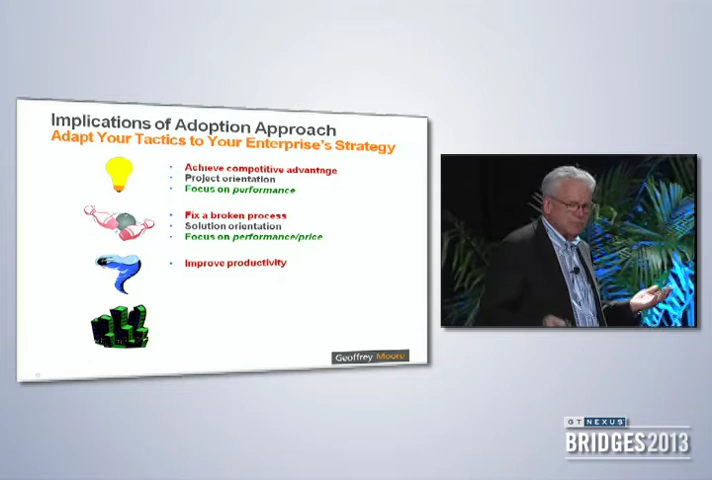 Implications of Adoption Approach
Adapt Your Tactics to Your Enterprise's Strategy
• Achieve competitive advantage
• Project orientation
• Focus on performance
• Fix a broken process
• Solution orientation
• Focus on performance/price
• Improve productivity
Geoffrey Moore
GT NEXUS
BRIDGES2013